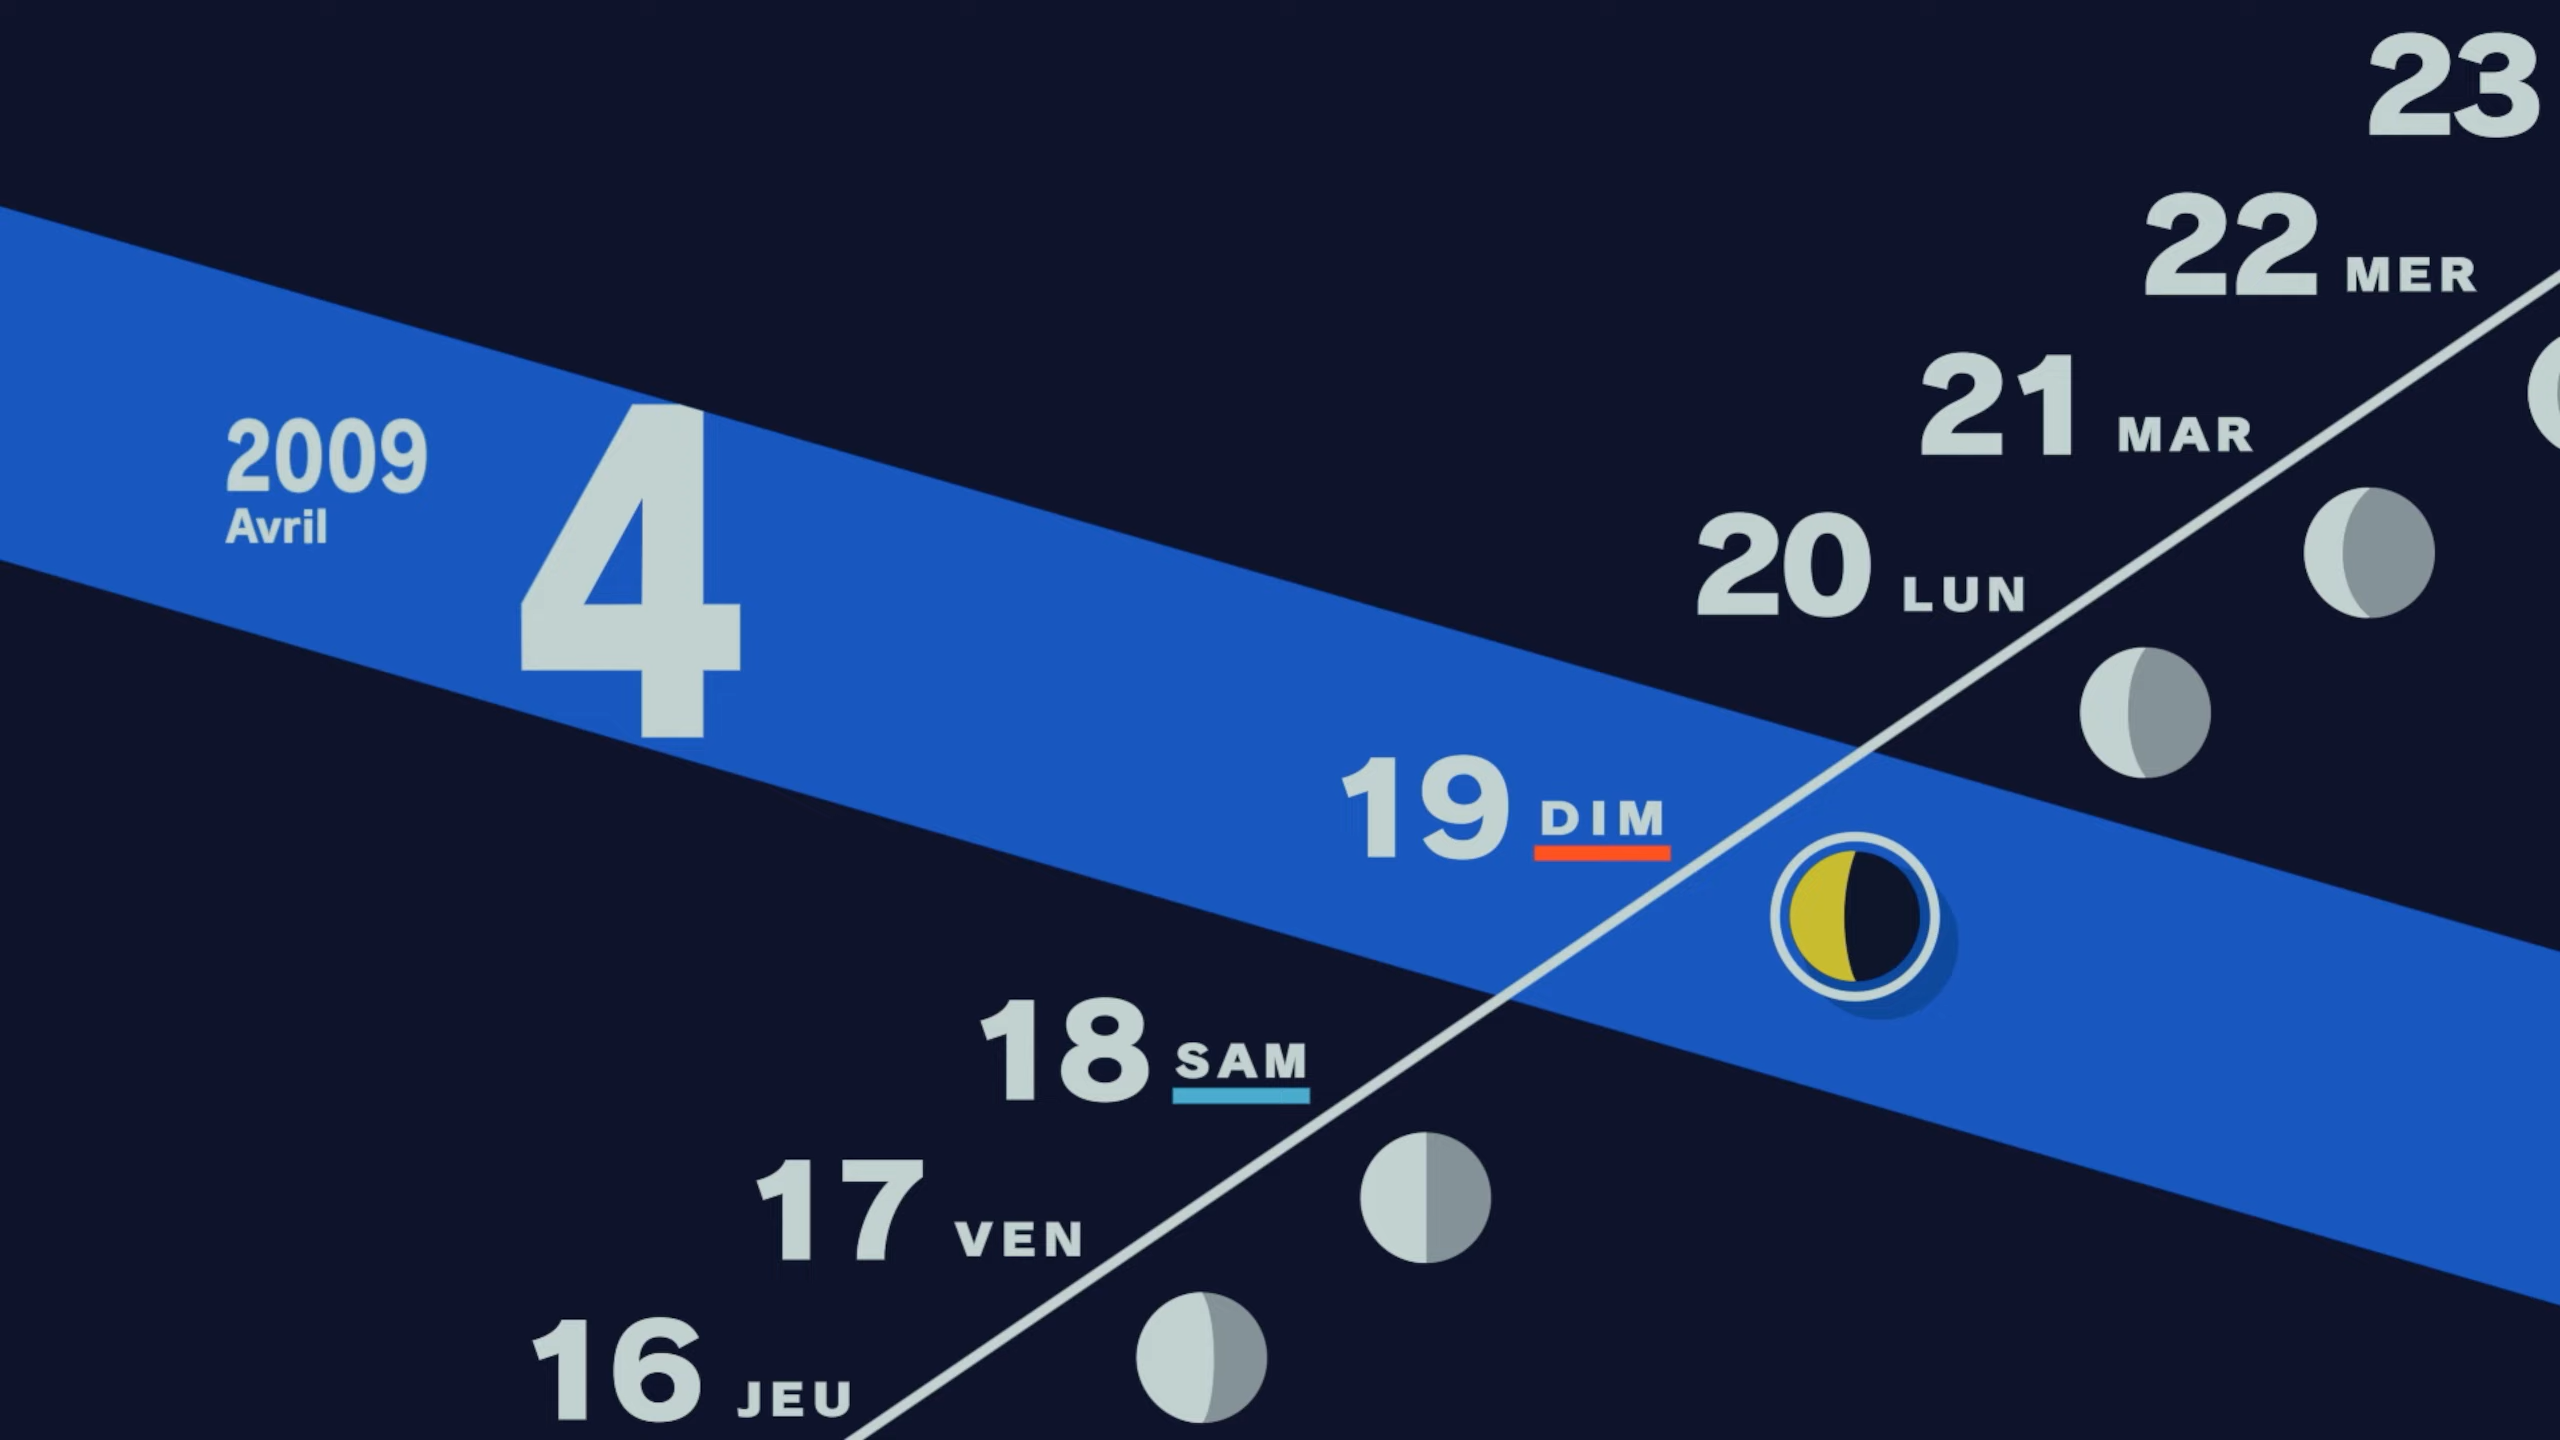 2009
Avril
4
23
22 MER
21 MAR
20 LUN
19 DIM
18 SAM
17 VEN
16 JEU